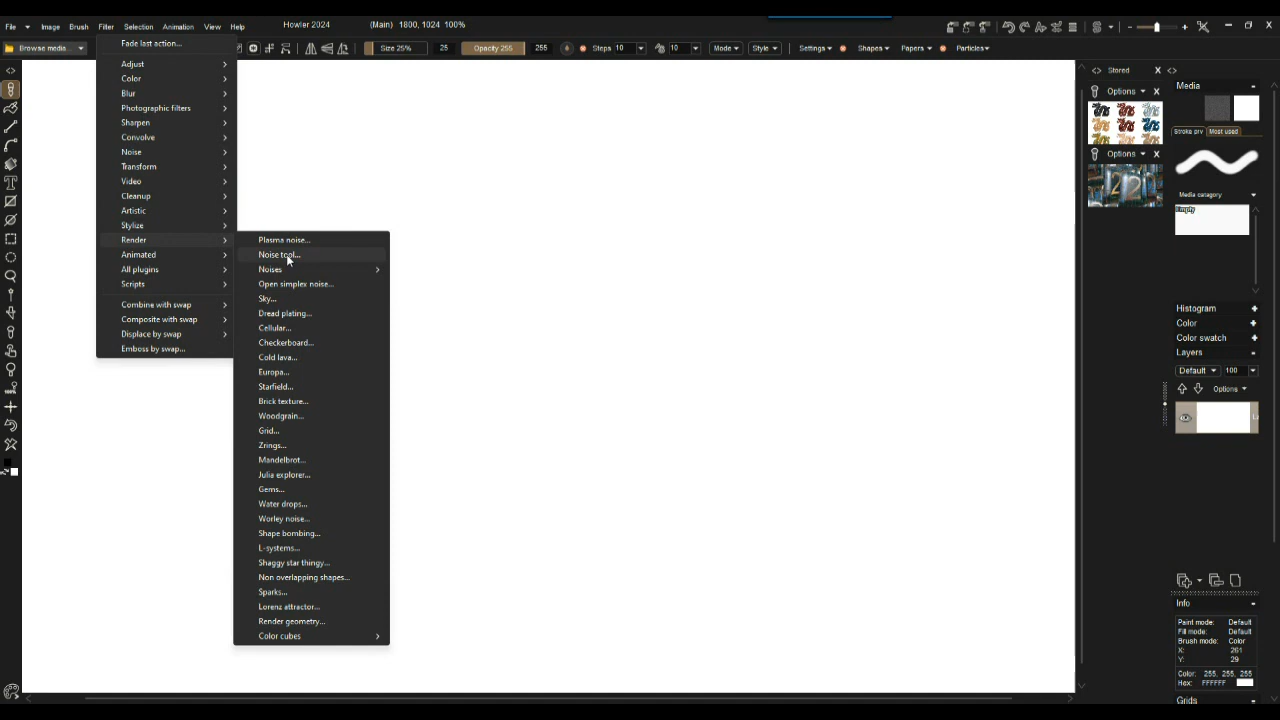 File Image Brush Filter Selection Animation View Help Howler 2024 (Main) 1800, 1024 100%
Browse media... Size 25% 25 Opacity 255 255 Steps 10 10 Mode Style Settings Shapes Papers Particles
Fade last action...
Adjust
Color
Blur
Photographic filters
Sharpen
Convolve
Noise
Transform
Video
Cleanup
Artistic
Stylize
Render
Animated
All plugins
Scripts
Combine with swap
Composite with swap
Displace by swap
Emboss by swap...
Plasma noise...
Noise tool...
Noises
Open simplex noise...
Sky...
Dread plating...
Cellular...
Checkerboard...
Cold lava...
Europa...
Starfield...
Brick texture...
Woodgrain...
Grid...
Zrings...
Mandelbrot...
Julia explorer...
Gems...
Water drops...
Worley noise...
Shape bombing...
L-systems...
Shaggy star thingy...
Non overlapping shapes...
Sparks...
Lorenz attractor...
Render geometry...
Color cubes
Stored
Options
Options
Media
Stroke prv Most used
Media catagory
Empty
Histogram
Color
Color swatch
Layers
Default 100
Options
Info
Paint mode: Default
Fill mode: Default
Brush mode: Color
X: 261
Y: 29
Color: 255, 255, 255
Hex: FFFFFF
Grids